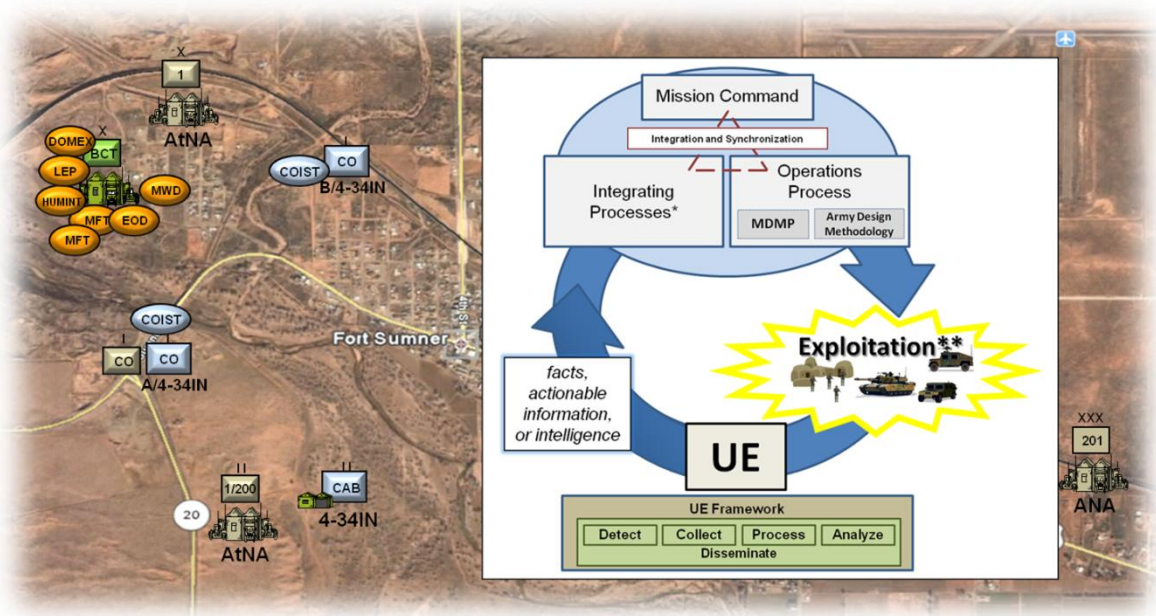 X
1
AtNA
X
BCT
DOMEX
LEP
HUMINT
MFT
MFT
EOD
MWD
I
COIST
CO
B/4-34IN
COIST
I
CO
CO
A/4-34IN
Fort Sumner
20
II
1/200
AtNA
II
CAB
4-34IN
XXX
201
ANA
Mission Command
Integration and Synchronization
Integrating
Processes*
Operations
Process
MDMP
Army Design
Methodology
Exploitation**
facts,
actionable
information,
or intelligence
UE
UE Framework
Detect
Collect
Process
Analyze
Disseminate